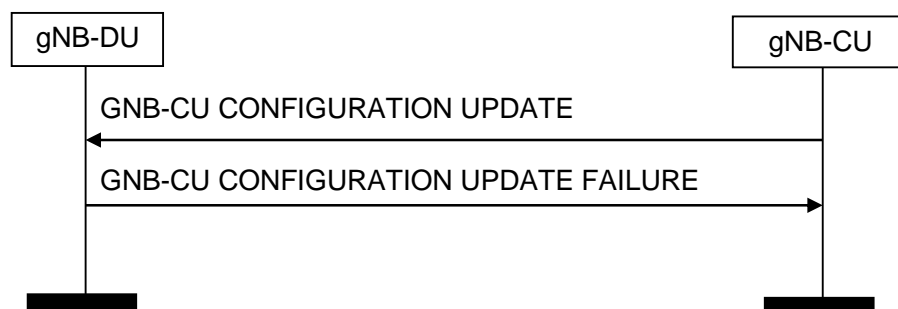 gNB-DU
gNB-CU
GNB-CU CONFIGURATION UPDATE
GNB-CU CONFIGURATION UPDATE FAILURE